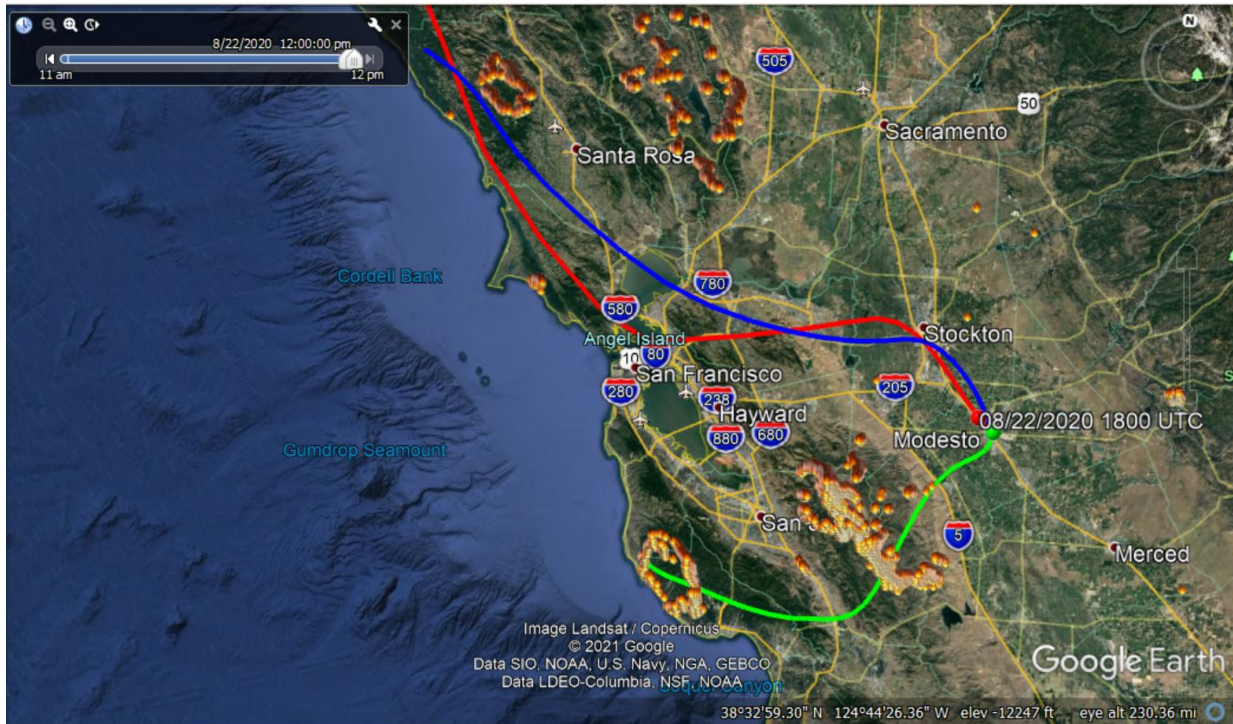 8/22/2020 12:00:00 pm
11 am
12 pm
N
505
50
Sacramento
Santa Rosa
Cordell Bank
780
580
Stockton
Angel Island
80
10
San Francisco
280
205
238
Hayward
08/22/2020 1800 UTC
880
680
Modesto
Gumdrop Seamount
San J
5
Merced
Image Landsat / Copernicus
© 2021 Google
Data SIO, NOAA, U.S. Navy, NGA, GEBCO
Data LDEO-Columbia, NSF, NOAA
Canyon
Google Earth
38°32'59.30" N 124°44'26.36" W elev -12247 ft eye alt 230.36 mi